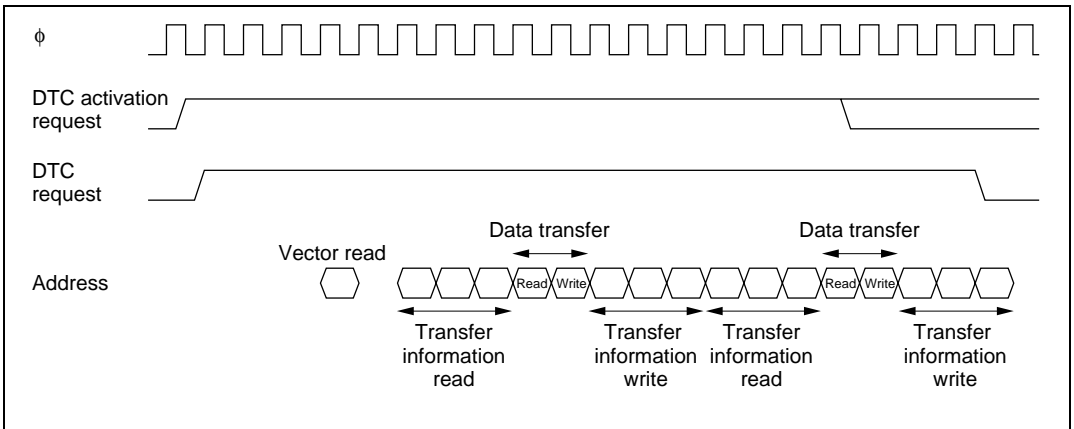 ϕ
DTC activation
request
DTC
request
Data transfer
Data transfer
Vector read
Address
Read
Write
Read
Write
Transfer
information
read
Transfer
information
write
Transfer
information
read
Transfer
information
write